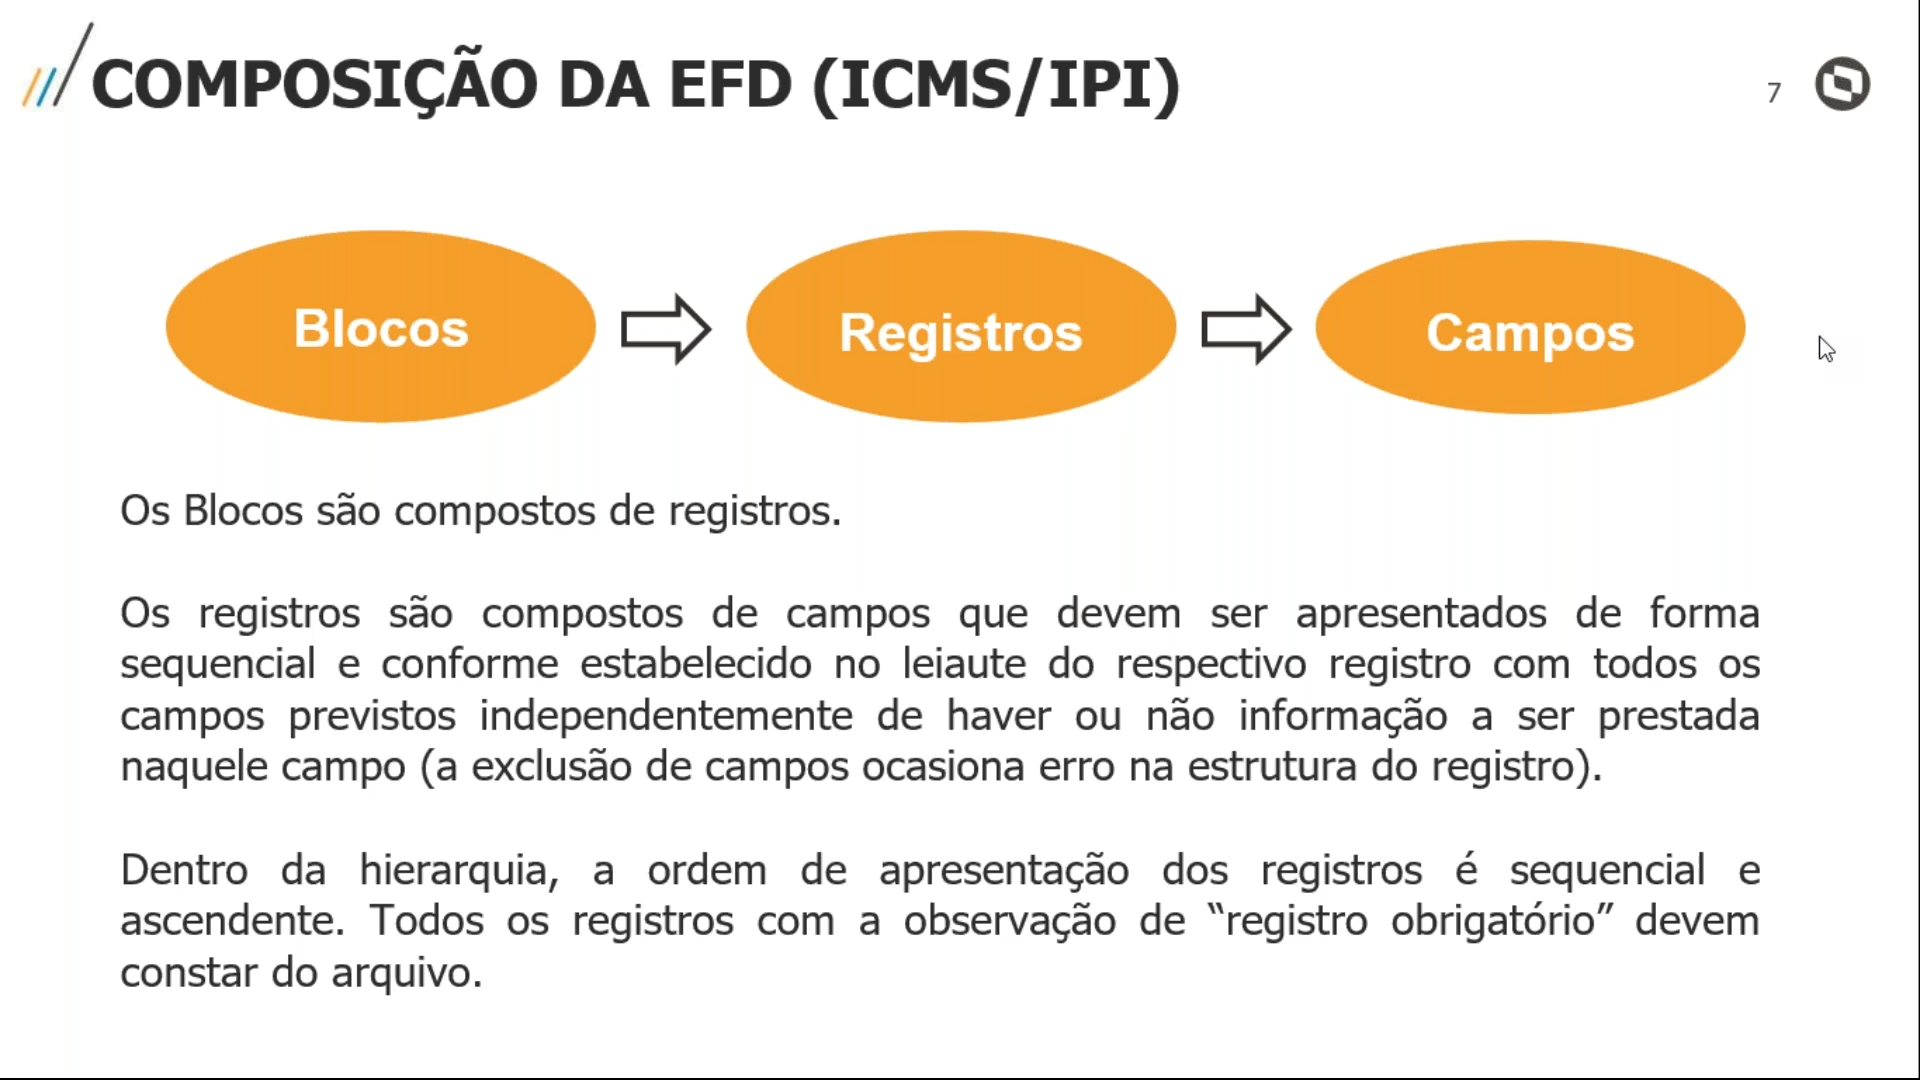 COMPOSIÇÃO DA EFD (ICMS/IPI)
7
Blocos
Registros
Campos
Os Blocos são compostos de registros.
Os registros são compostos de campos que devem ser apresentados de forma
sequencial e conforme estabelecido no leiaute do respectivo registro com todos os
campos previstos independentemente de haver ou não informação a ser prestada
naquele campo (a exclusão de campos ocasiona erro na estrutura do registro).
Dentro da hierarquia, a ordem de apresentação dos registros é sequencial e
ascendente. Todos os registros com a observação de “registro obrigatório” devem
constar do arquivo.